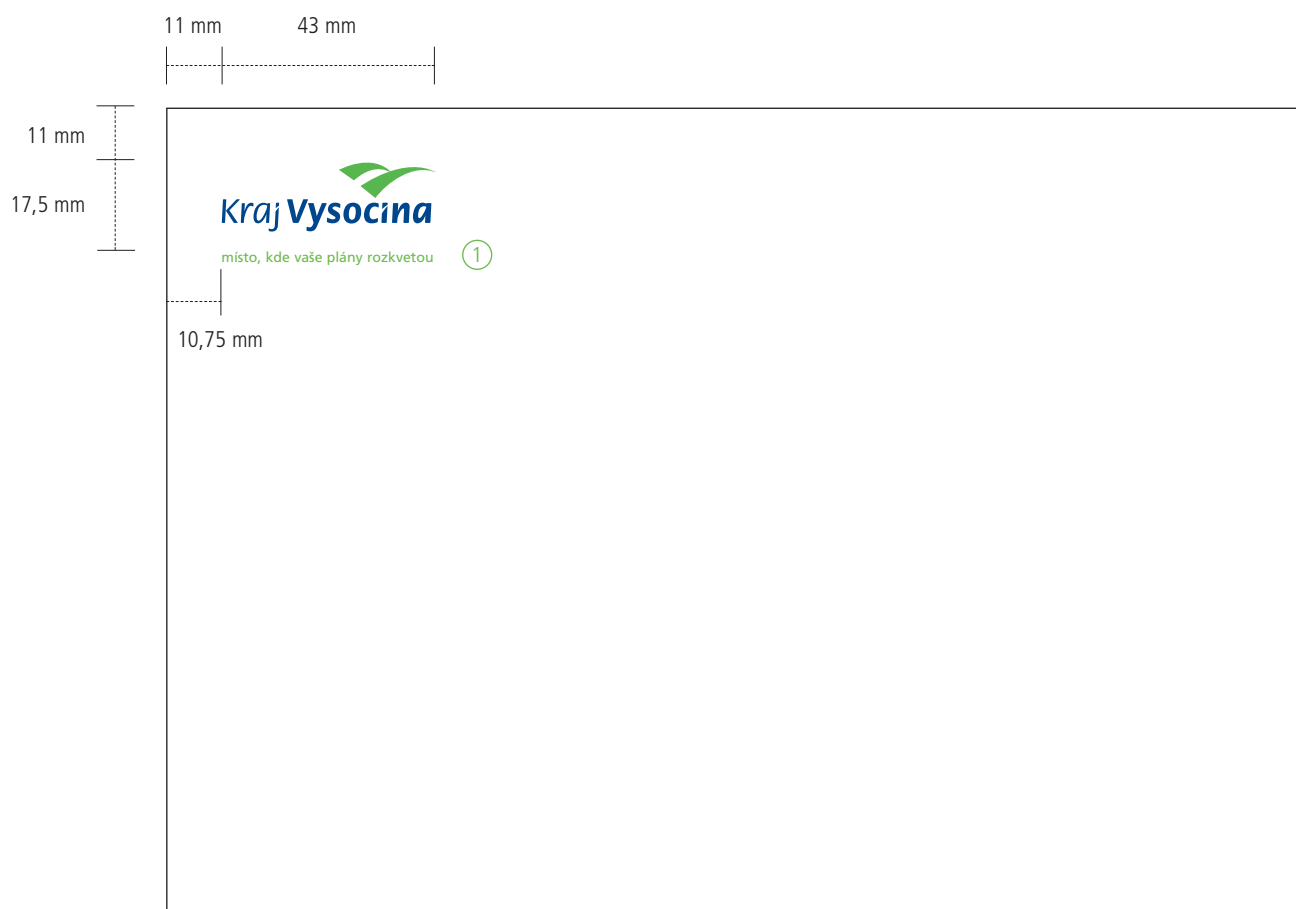 11 mm 43 mm
11 mm
17,5 mm
Kraj Vysočina
místo, kde vaše plány rozkvetou 1
10,75 mm